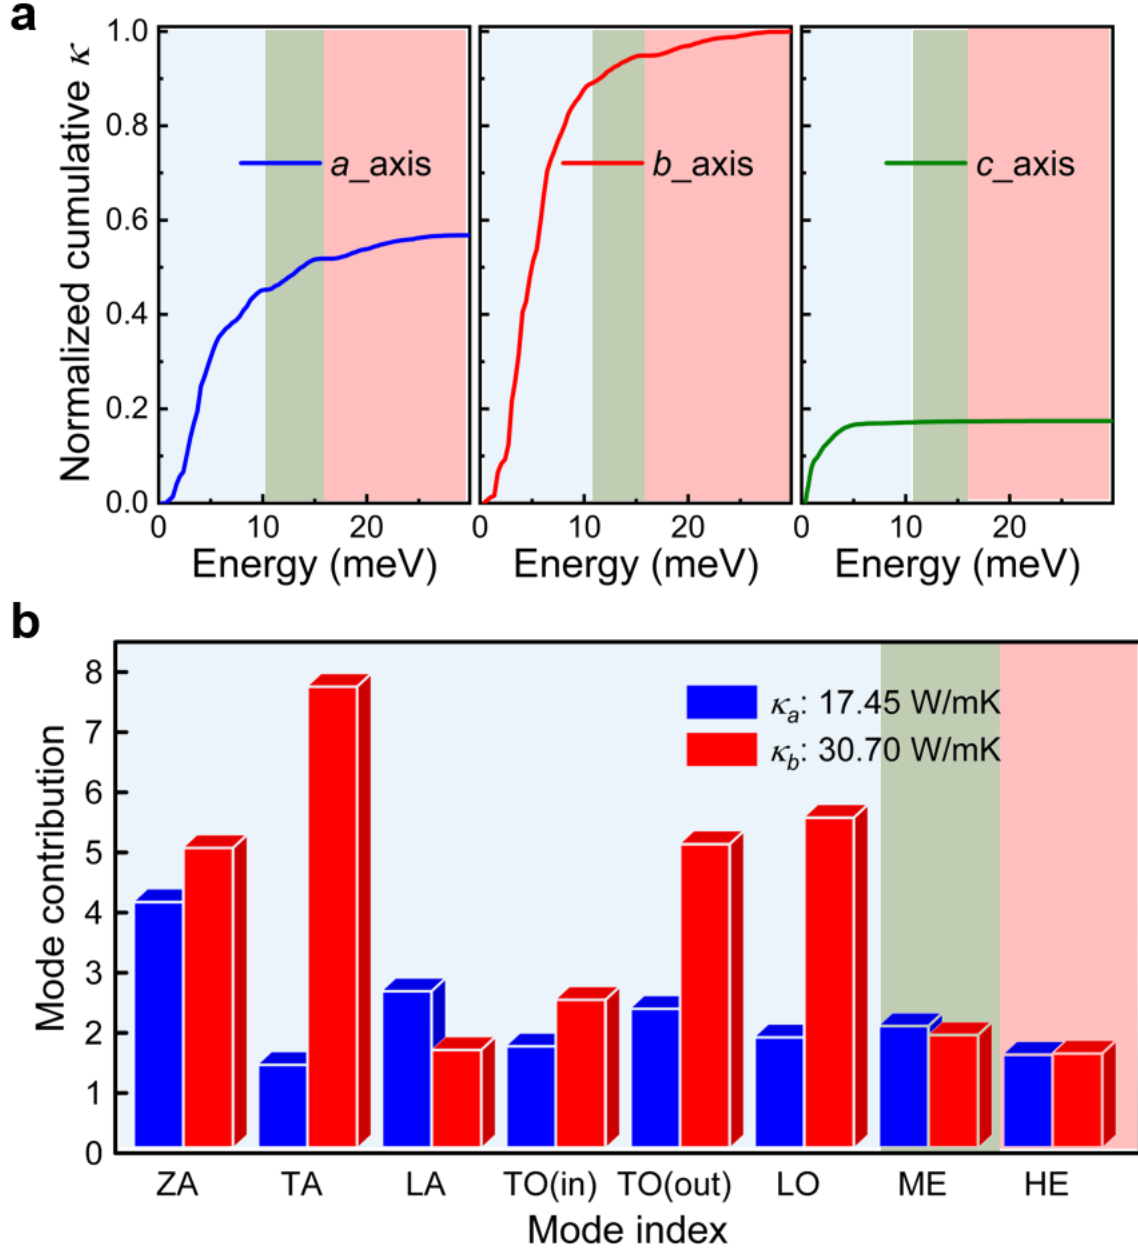 a
Normalized cumulative κ
1.0
0.8
0.6
0.4
0.2
0.0
a_axis
b_axis
c_axis
0 10 20
0 10 20
0 10 20
Energy (meV)
Energy (meV)
Energy (meV)
b
Mode contribution
8
7
6
5
4
3
2
1
0
κa: 17.45 W/mK
κb: 30.70 W/mK
ZA TA LA TO(in) TO(out) LO ME HE
Mode index